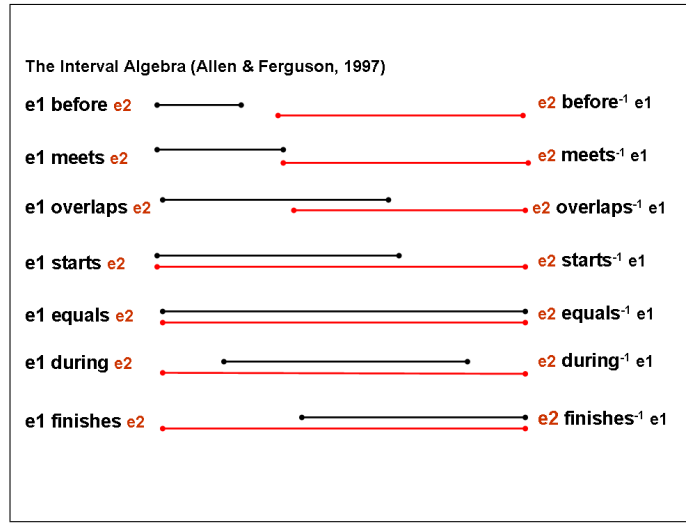 The Interval Algebra (Allen & Ferguson, 1997)
e1 before e2 e2 before⁻¹ e1
e1 meets e2 e2 meets⁻¹ e1
e1 overlaps e2 e2 overlaps⁻¹ e1
e1 starts e2 e2 starts⁻¹ e1
e1 equals e2 e2 equals⁻¹ e1
e1 during e2 e2 during⁻¹ e1
e1 finishes e2 e2 finishes⁻¹ e1